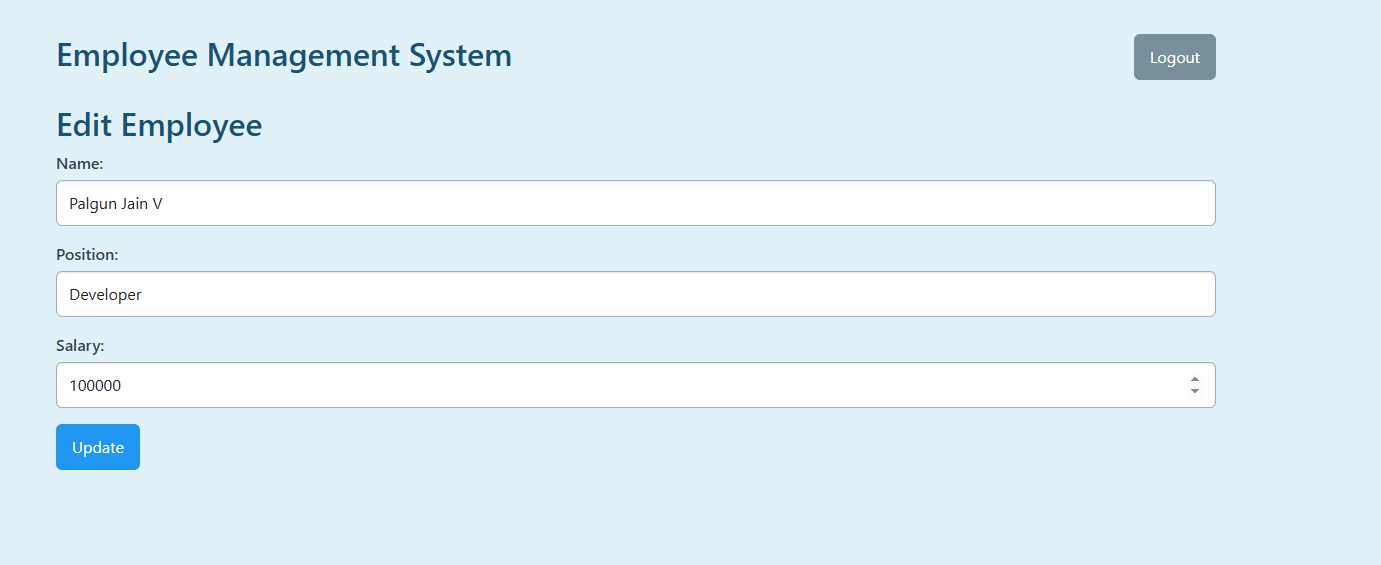 Employee Management System
Logout
Edit Employee
Name:
Palgun Jain V
Position:
Developer
Salary:
100000
Update